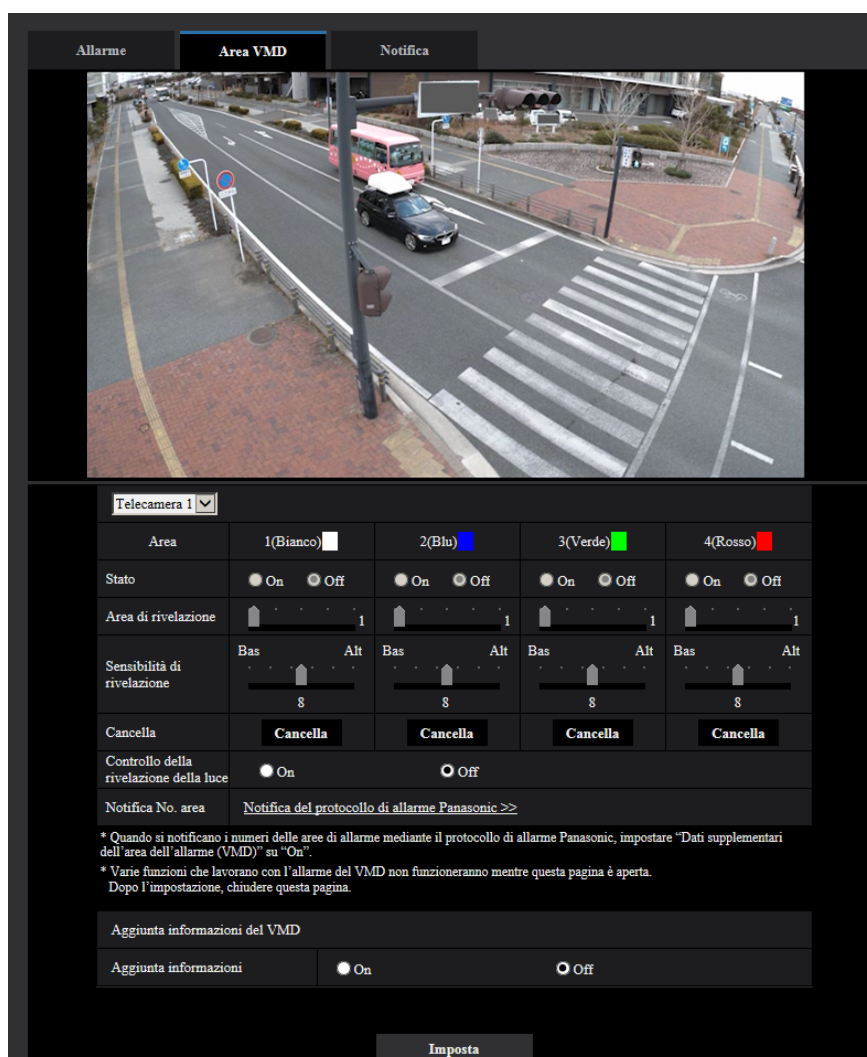 Allarme Area VMD Notifica
Telecamera 1
Area 1(Bianco) 2(Blu) 3(Verde) 4(Rosso)
Stato On Off On Off On Off On Off
Area di rivelazione 1 1 1 1
Sensibilità di
rivelazione
Bas Alt Bas Alt Bas Alt Bas Alt
8 8 8 8
Cancella Cancella Cancella Cancella Cancella
Controllo della
rivelazione della luce
On Off
Notifica No. area Notifica del protocollo di allarme Panasonic >>
* Quando si notificano i numeri delle aree di allarme mediante il protocollo di allarme Panasonic, impostare “Dati supplementari
dell’area dell’allarme (VMD)” su “On”.
* Varie funzioni che lavorano con l’allarme del VMD non funzioneranno mentre questa pagina è aperta.
Dopo l’impostazione, chiudere questa pagina.
Aggiunta informazioni del VMD
Aggiunta informazioni On Off
Imposta